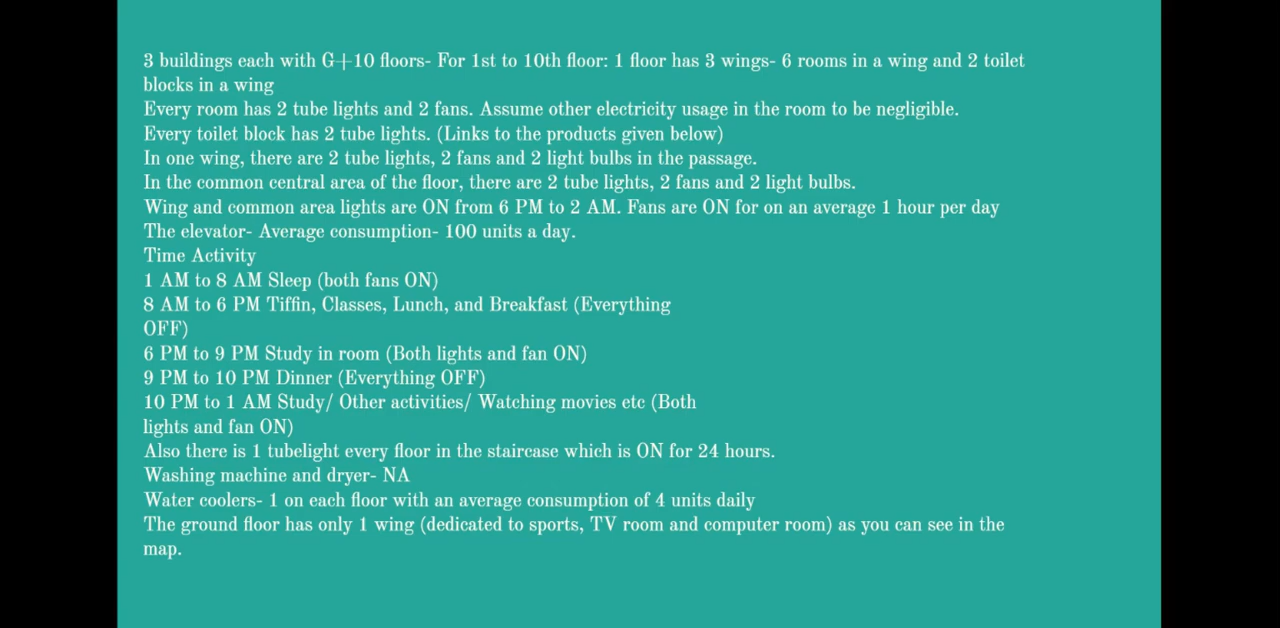 3 buildings each with G+10 floors- For 1st to 10th floor: 1 floor has 3 wings- 6 rooms in a wing and 2 toilet
blocks in a wing
Every room has 2 tube lights and 2 fans. Assume other electricity usage in the room to be negligible.
Every toilet block has 2 tube lights. (Links to the products given below)
In one wing, there are 2 tube lights, 2 fans and 2 light bulbs in the passage.
In the common central area of the floor, there are 2 tube lights, 2 fans and 2 light bulbs.
Wing and common area lights are ON from 6 PM to 2 AM. Fans are ON for on an average 1 hour per day
The elevator- Average consumption- 100 units a day.
Time Activity
1 AM to 8 AM Sleep (both fans ON)
8 AM to 6 PM Tiffin, Classes, Lunch, and Breakfast (Everything
OFF)
6 PM to 9 PM Study in room (Both lights and fan ON)
9 PM to 10 PM Dinner (Everything OFF)
10 PM to 1 AM Study/ Other activities/ Watching movies etc (Both
lights and fan ON)
Also there is 1 tubelight every floor in the staircase which is ON for 24 hours.
Washing machine and dryer- NA
Water coolers- 1 on each floor with an average consumption of 4 units daily
The ground floor has only 1 wing (dedicated to sports, TV room and computer room) as you can see in the
map.